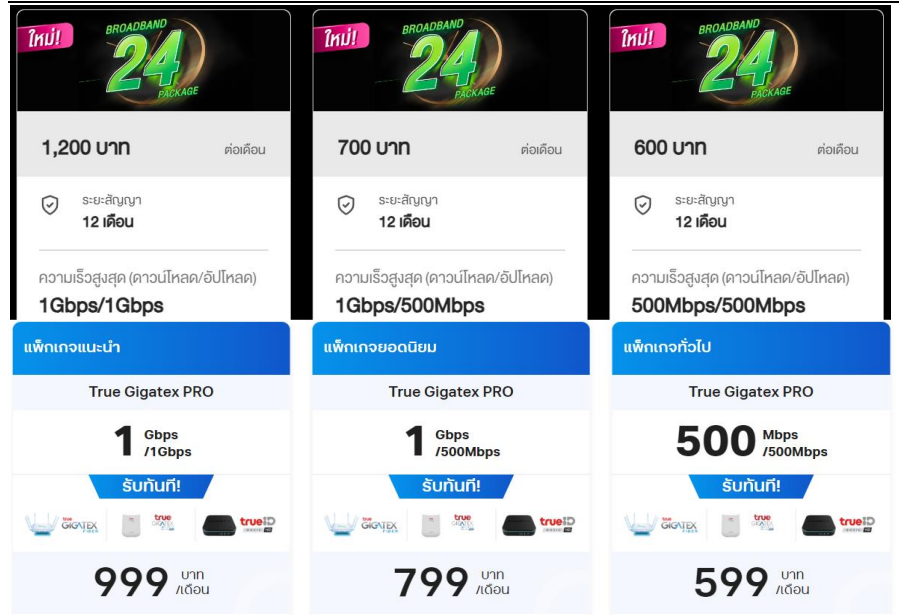 ใหม่!
BROADBAND
24
PACKAGE
1,200 บาท ต่อเดือน
ระยะสัญญา
12 เดือน
ความเร็วสูงสุด (ดาวน์โหลด/อัปโหลด)
1Gbps/1Gbps
ใหม่!
BROADBAND
24
PACKAGE
700 บาท ต่อเดือน
ระยะสัญญา
12 เดือน
ความเร็วสูงสุด (ดาวน์โหลด/อัปโหลด)
1Gbps/500Mbps
ใหม่!
BROADBAND
24
PACKAGE
600 บาท ต่อเดือน
ระยะสัญญา
12 เดือน
ความเร็วสูงสุด (ดาวน์โหลด/อัปโหลด)
500Mbps/500Mbps
แพ็กเกจแนะนำ
True Gigatex PRO
1 Gbps
/1Gbps
รับทันที!
true
GIGATEX
FIBER
true
GIGATEX
trueID
HD
999 บาท
/เดือน
แพ็กเกจยอดนิยม
True Gigatex PRO
1 Gbps
/500Mbps
รับทันที!
true
GIGATEX
FIBER
true
GIGATEX
trueID
HD
799 บาท
/เดือน
แพ็กเกจทั่วไป
True Gigatex PRO
500 Mbps
/500Mbps
รับทันที!
true
GIGATEX
FIBER
true
GIGATEX
trueID
HD
599 บาท
/เดือน